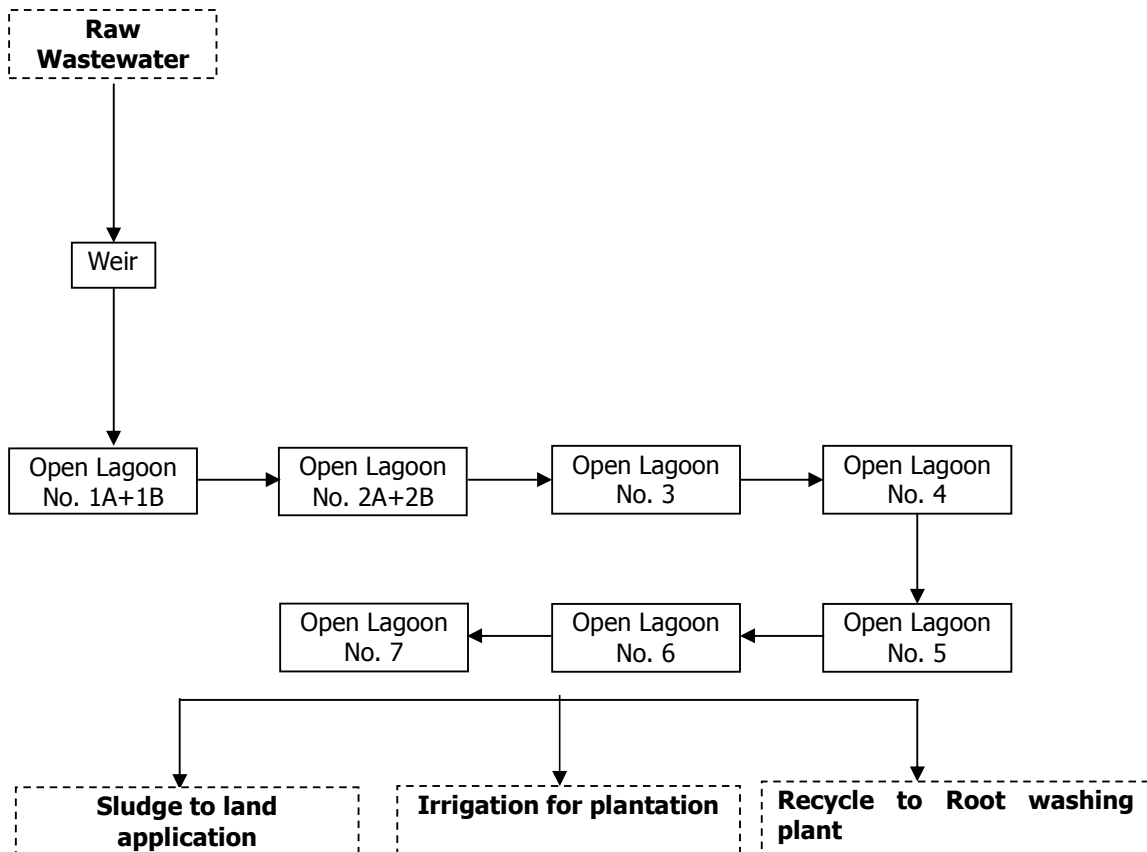 Raw
Wastewater
Weir
Open Lagoon
No. 1A+1B
Open Lagoon
No. 2A+2B
Open Lagoon
No. 3
Open Lagoon
No. 4
Open Lagoon
No. 7
Open Lagoon
No. 6
Open Lagoon
No. 5
Sludge to land
application
Irrigation for plantation
Recycle to Root washing
plant